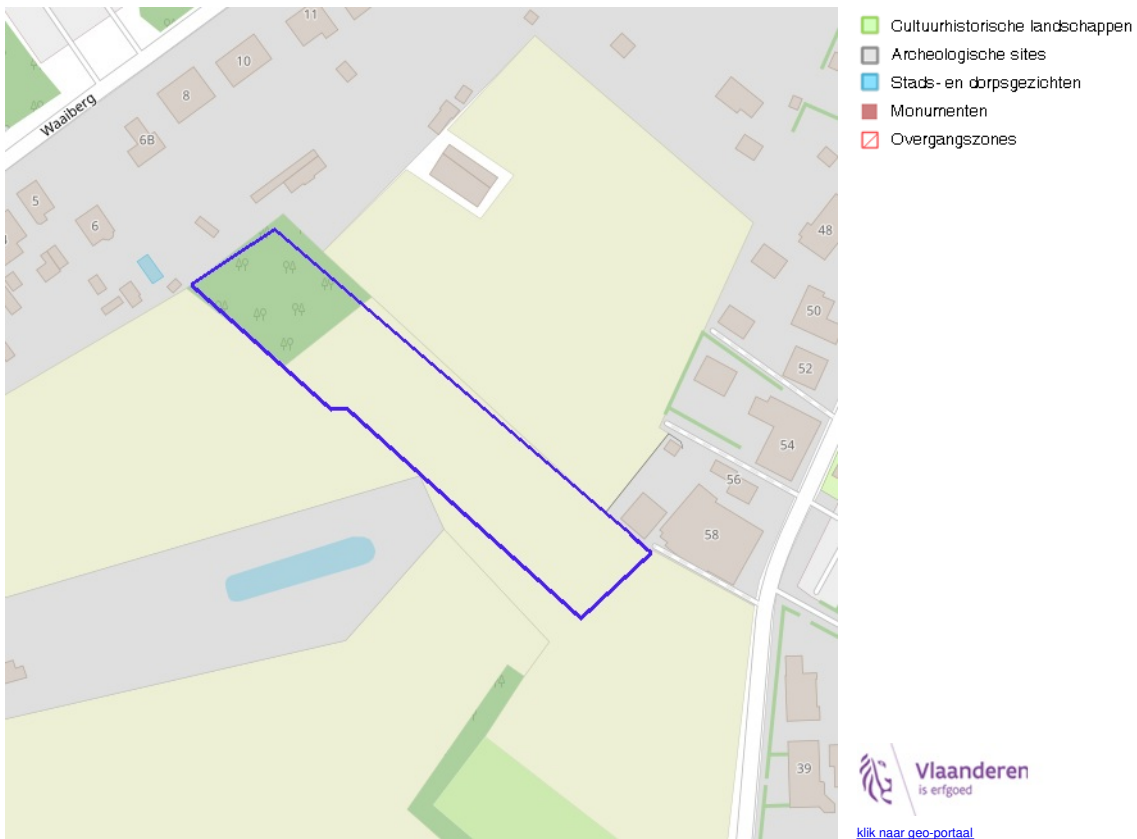 11
10
8
Waaiberg
6B
5
6
48
50
52
54
56
58
39
Cultuurhistorische landschappen
Archeologische sites
Stads- en dorpsgezichten
Monumenten
Overgangszones
Vlaanderen
is erfgoed
klik naar geo-portaal